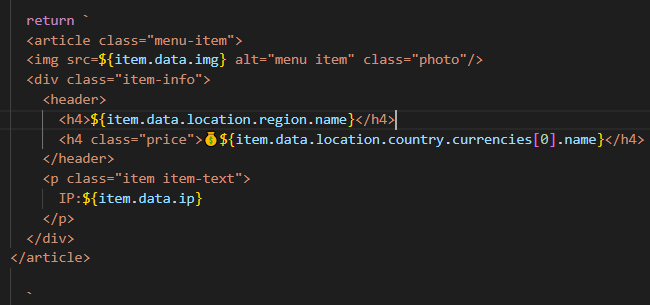 return `
<article class="menu-item">
<img src=${item.data.img} alt="menu item" class="photo"/>
<div class="item-info">
<header>
<h4>${item.data.location.region.name}</h4>
<h4 class="price">💰${item.data.location.country.currencies[0].name}</h4>
</header>
<p class="item item-text">
IP:${item.data.ip}
</p>
</div>
</article>
`